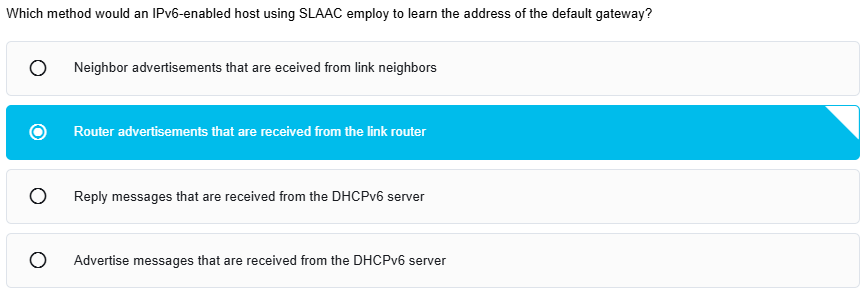 Which method would an IPv6-enabled host using SLAAC employ to learn the address of the default gateway?
Neighbor advertisements that are eceived from link neighbors
Router advertisements that are received from the link router
Reply messages that are received from the DHCPv6 server
Advertise messages that are received from the DHCPv6 server